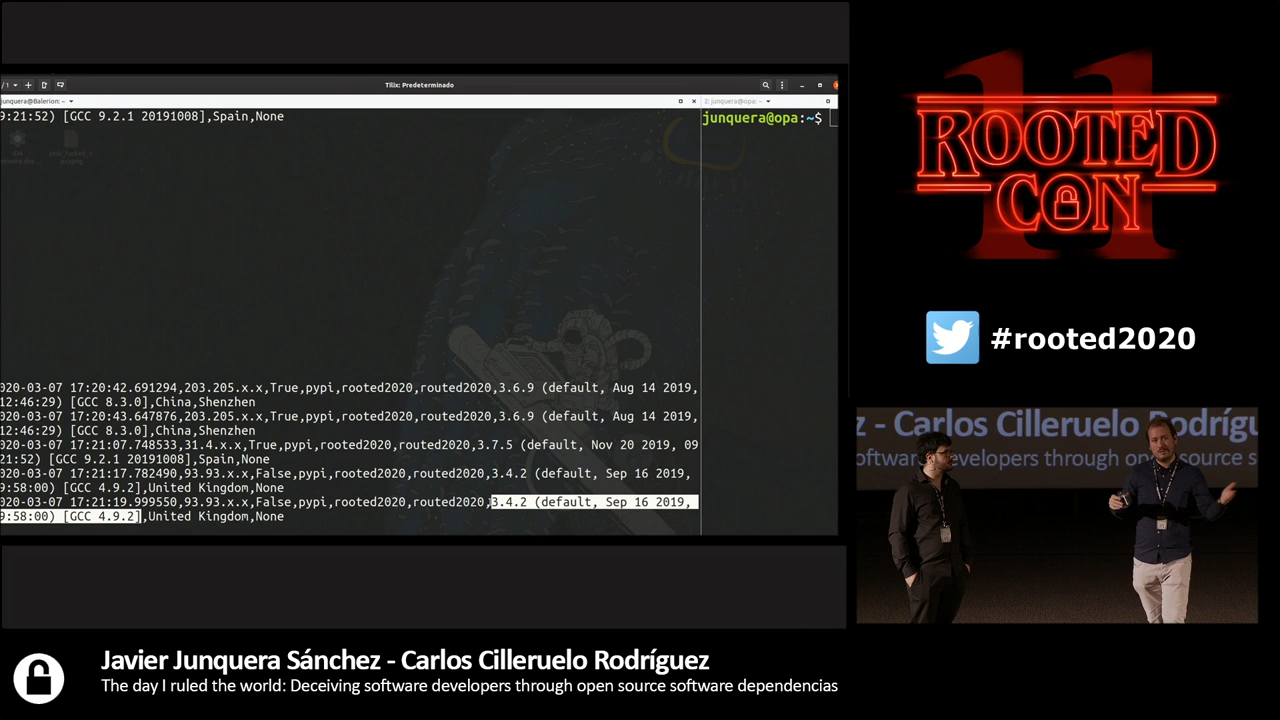 /1
Tilix: Predeterminado
junquera@Balerion: ~
2: junquera@opa: ~
9:21:52) [GCC 9.2.1 20191008],Spain,None
junquera@opa:~$
020-03-07 17:20:42.691294,203.205.x.x,True,pypi,rooted2020,routed2020,3.6.9 (default, Aug 14 2019,
12:46:29) [GCC 8.3.0],China,Shenzhen
020-03-07 17:20:43.647876,203.205.x.x,True,pypi,rooted2020,routed2020,3.6.9 (default, Aug 14 2019,
12:46:29) [GCC 8.3.0],China,Shenzhen
020-03-07 17:21:07.748533,31.4.x.x,True,pypi,rooted2020,routed2020,3.7.5 (default, Nov 20 2019, 09
21:52) [GCC 9.2.1 20191008],Spain,None
020-03-07 17:21:17.782490,93.93.x.x,False,pypi,rooted2020,routed2020,3.4.2 (default, Sep 16 2019,
9:58:00) [GCC 4.9.2],United Kingdom,None
020-03-07 17:21:19.999550,93.93.x.x,False,pypi,rooted2020,routed2020,3.4.2 (default, Sep 16 2019,
9:58:00) [GCC 4.9.2],United Kingdom,None
11
ROOTED
CON
#rooted2020
z - Carlos Cilleruelo Rodrígu
oftware developers through open source s
Javier Junquera Sánchez - Carlos Cilleruelo Rodríguez
The day I ruled the world: Deceiving software developers through open source software dependencias